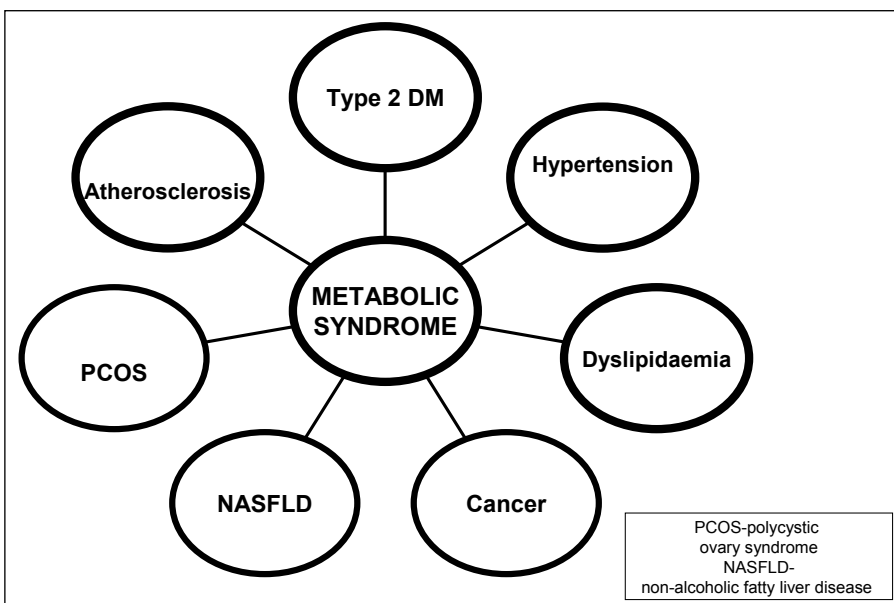 Type 2 DM
Hypertension
Atherosclerosis
METABOLIC
SYNDROME
Dyslipidaemia
PCOS
NASFLD
Cancer
PCOS-polycystic
ovary syndrome
NASFLD-
non-alcoholic fatty liver disease